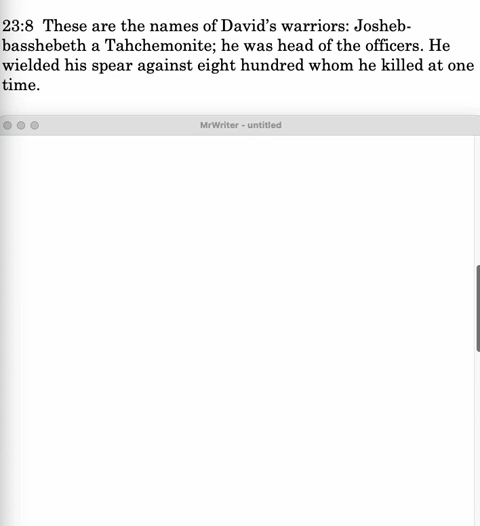 23:8 These are the names of David's warriors: Josheb-
basshebeth a Tahchemonite; he was head of the officers. He
wielded his spear against eight hundred whom he killed at one
time.
MrWriter - untitled